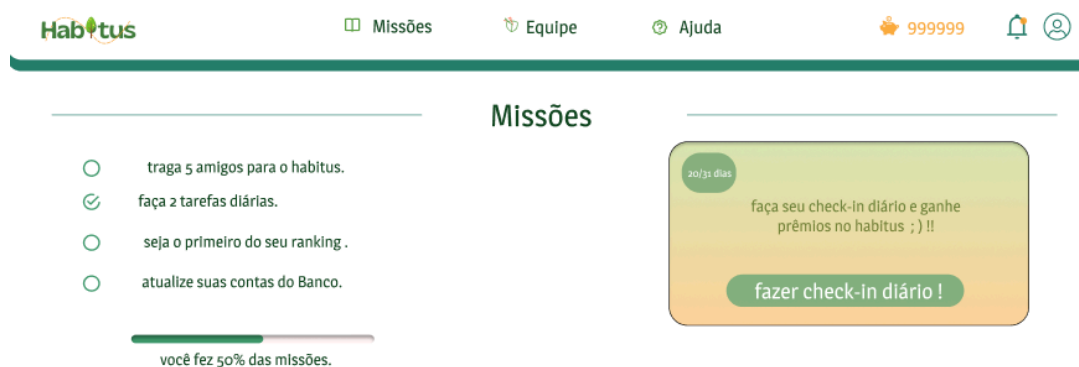 Habitus
Missões
Equipe
Ajuda
999999
Missões
traga 5 amigos para o habitus.
faça 2 tarefas diárias.
seja o primeiro do seu ranking .
atualize suas contas do Banco.
você fez 50% das missões.
20/31 dias
faça seu check-in diário e ganhe
prêmios no habitus ; ) !!
fazer check-in diário !